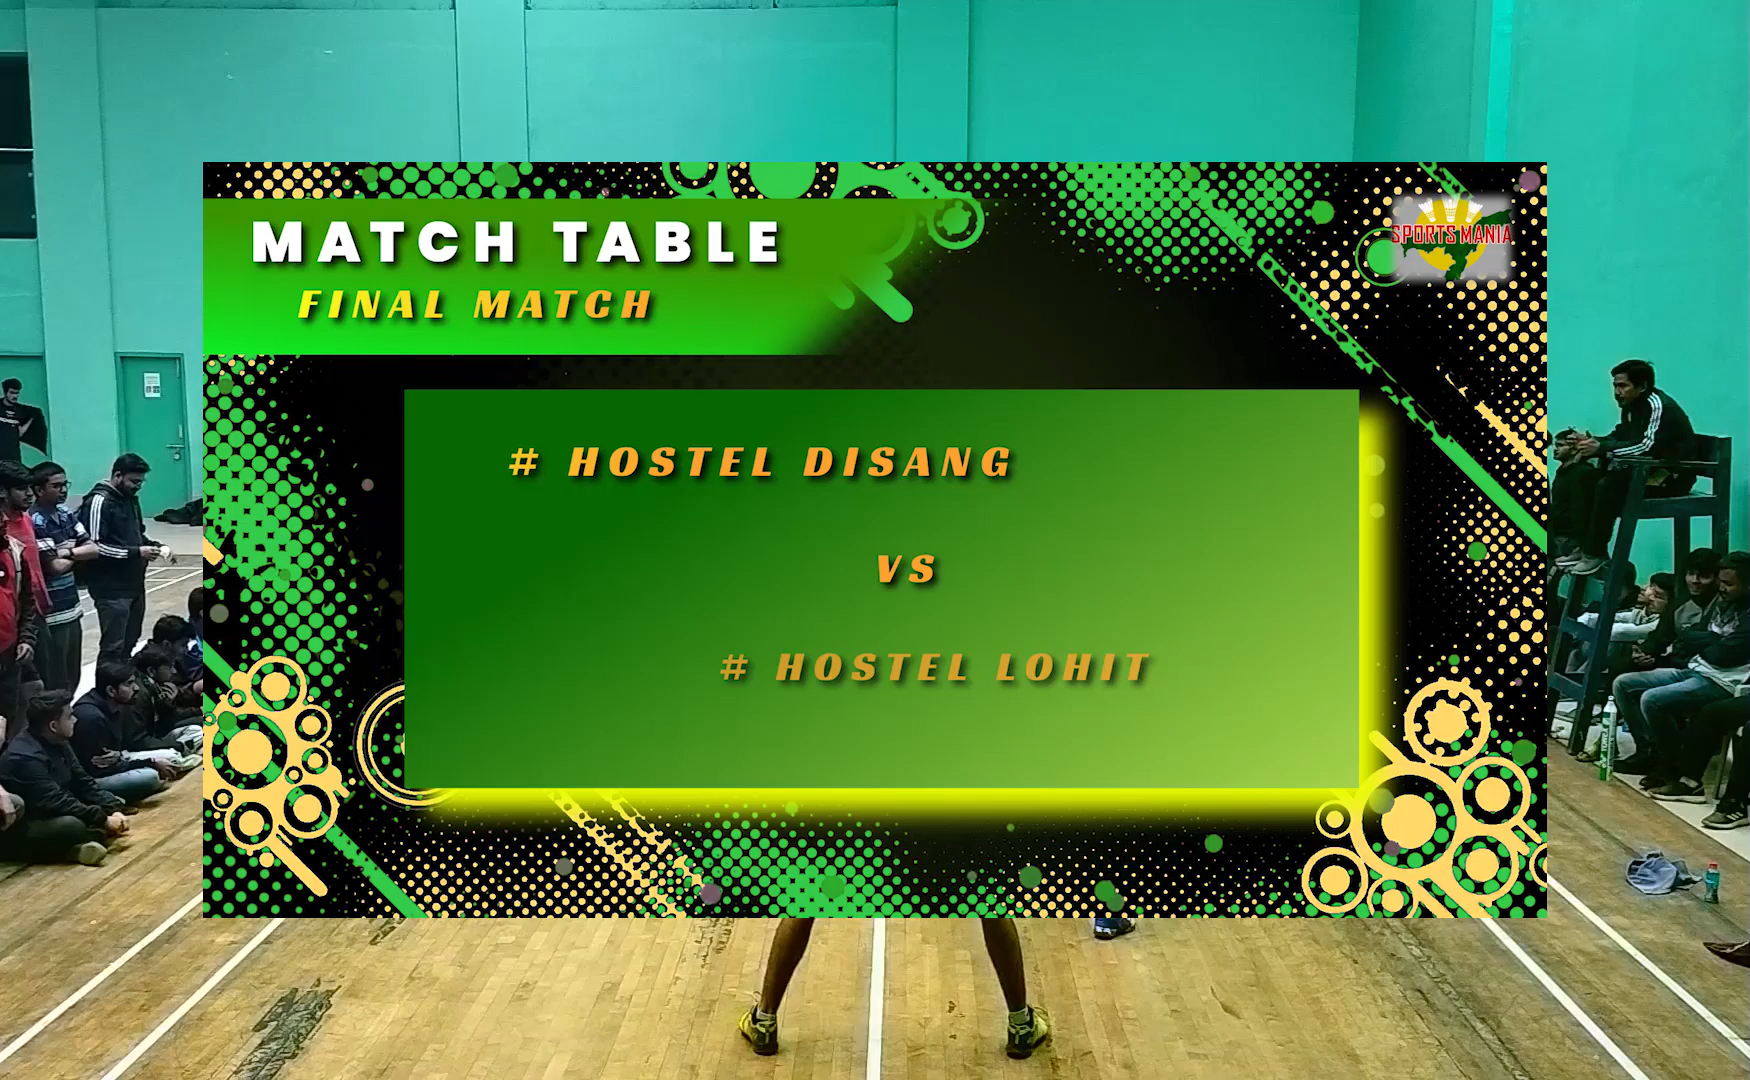 MATCH TABLE
FINAL MATCH
SPORTS MANIA
# HOSTEL DISANG
VS
# HOSTEL LOHIT